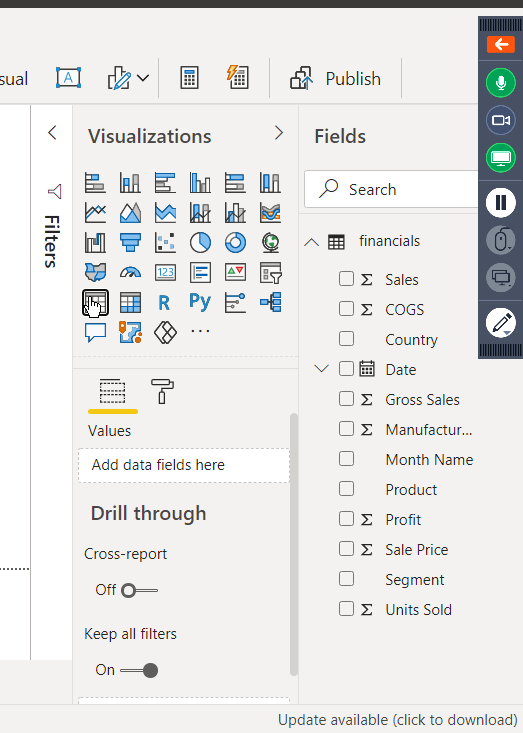 sual
A
Publish
Visualizations
Fields
Search
Filters
financials
123
R
Py
...
Σ Sales
Σ COGS
Country
Date
Σ Gross Sales
Σ Manufactur...
Month Name
Product
Σ Profit
Σ Sale Price
Segment
Σ Units Sold
Values
Add data fields here
Drill through
Cross-report
Off
Keep all filters
On
Update available (click to download)